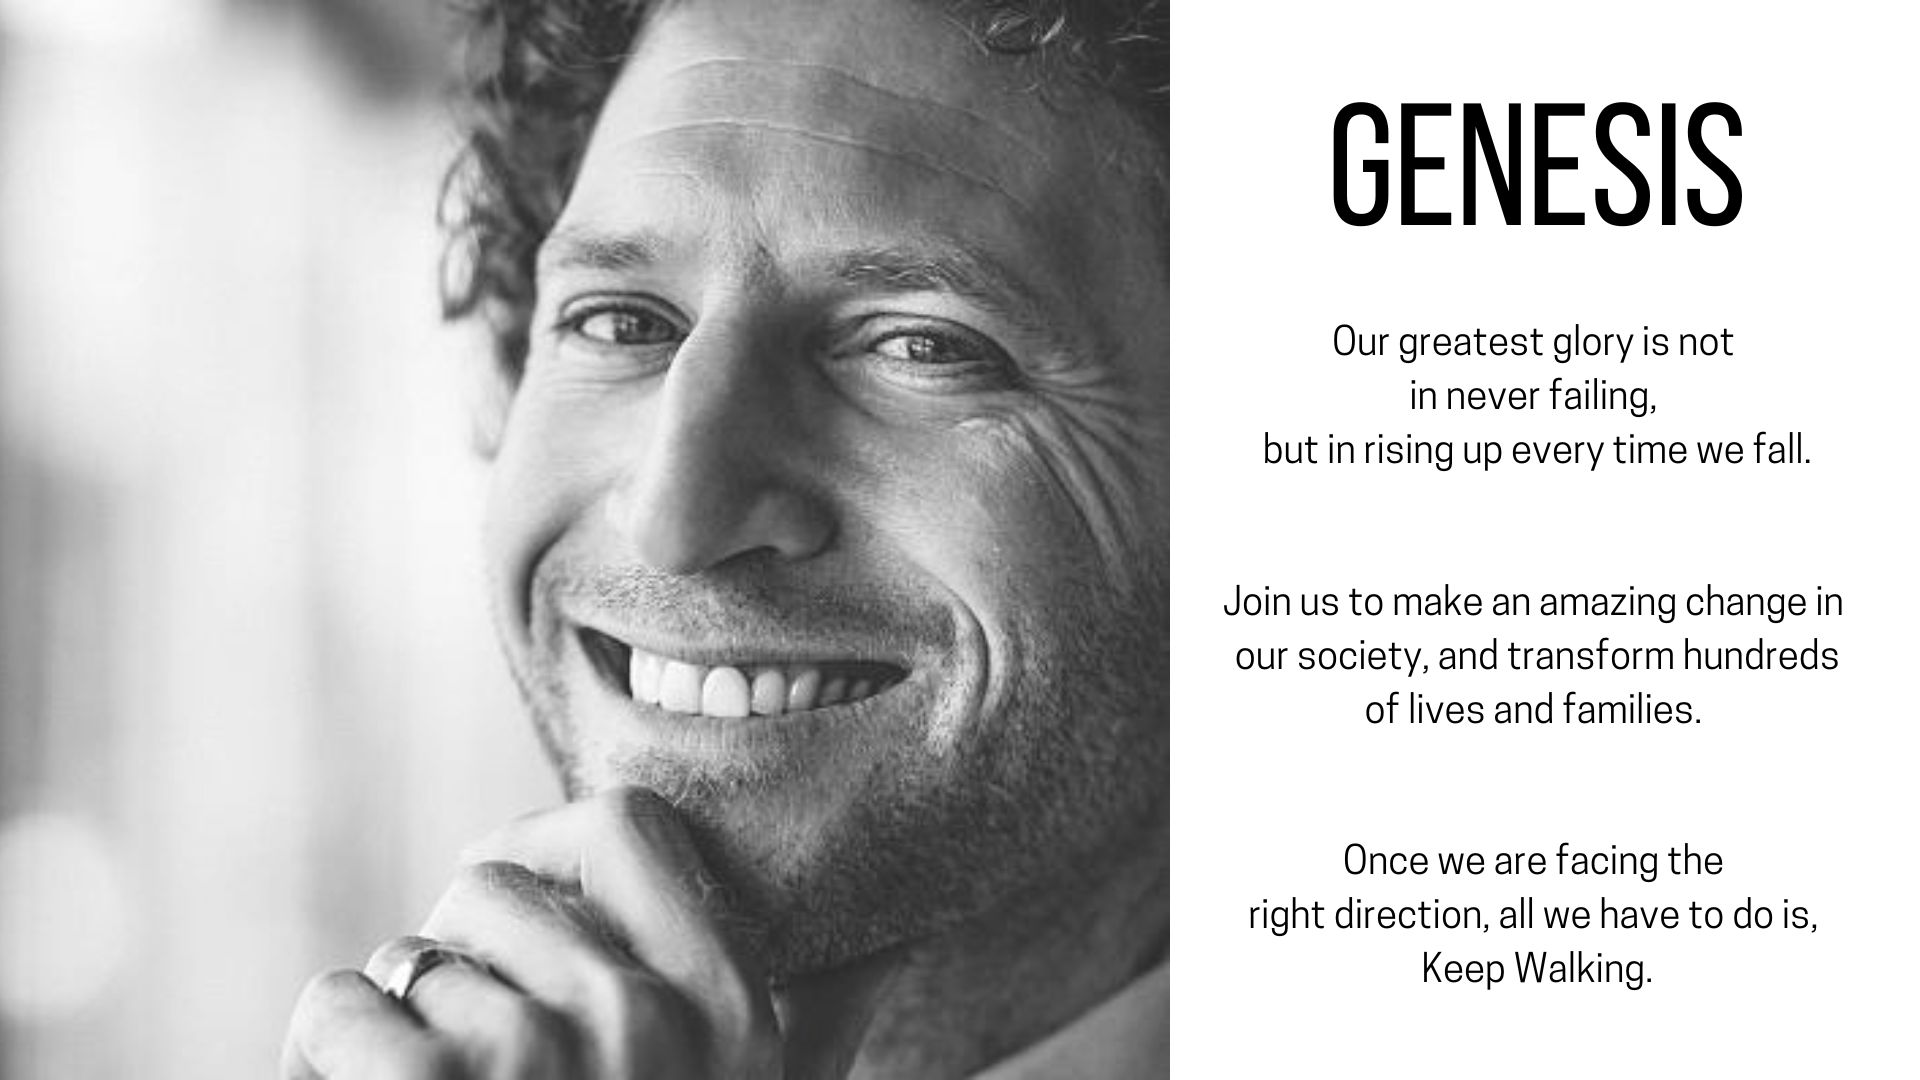 GENESIS
Our greatest glory is not
in never failing,
but in rising up every time we fall.
Join us to make an amazing change in
our society, and transform hundreds
of lives and families.
Once we are facing the
right direction, all we have to do is,
Keep Walking.